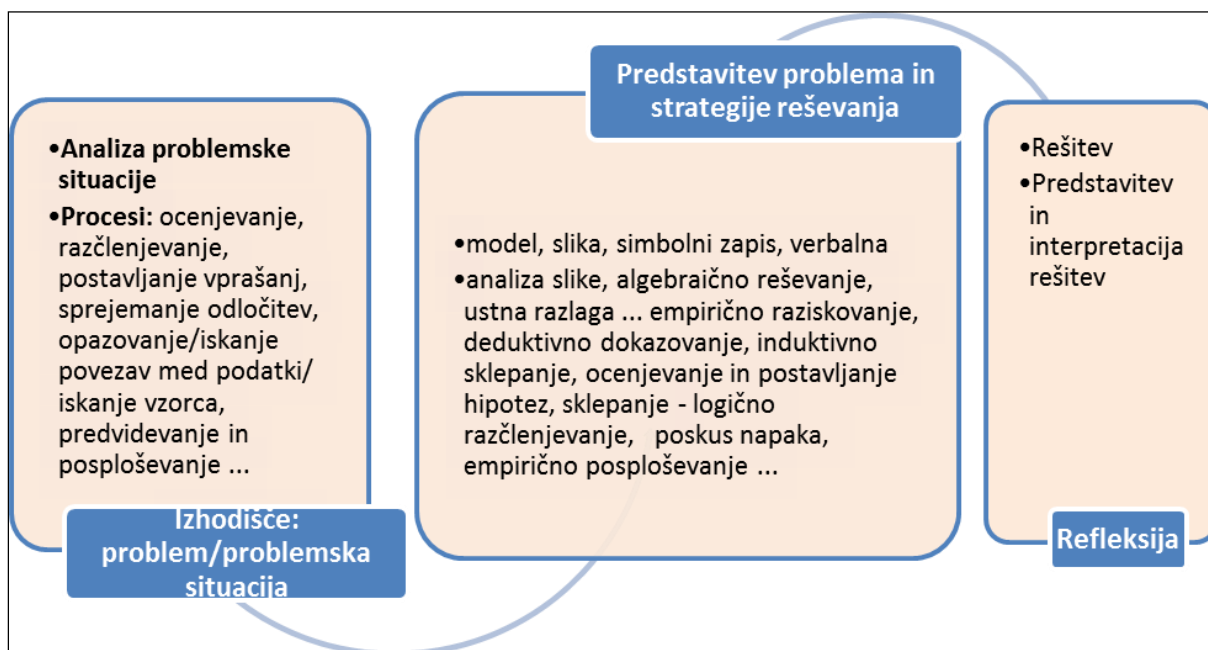 •Analiza problemske
situacije
•Procesi: ocenjevanje,
razčlenjevanje,
postavljanje vprašanj,
sprejemanje odločitev,
opazovanje/iskanje
povezav med podatki/
iskanje vzorca,
predvidevanje in
posploševanje ...
Izhodišče:
problem/problemska
situacija
Predstavitev problema in
strategije reševanja
•model, slika, simbolni zapis, verbalna
•analiza slike, algebraično reševanje,
ustna razlaga ... empirično raziskovanje,
deduktivno dokazovanje, induktivno
sklepanje, ocenjevanje in postavljanje
hipotez, sklepanje - logično
razčlenjevanje, poskus napaka,
empirično posploševanje ...
•Rešitev
•Predstavitev
in
interpretacija
rešitev
Refleksija